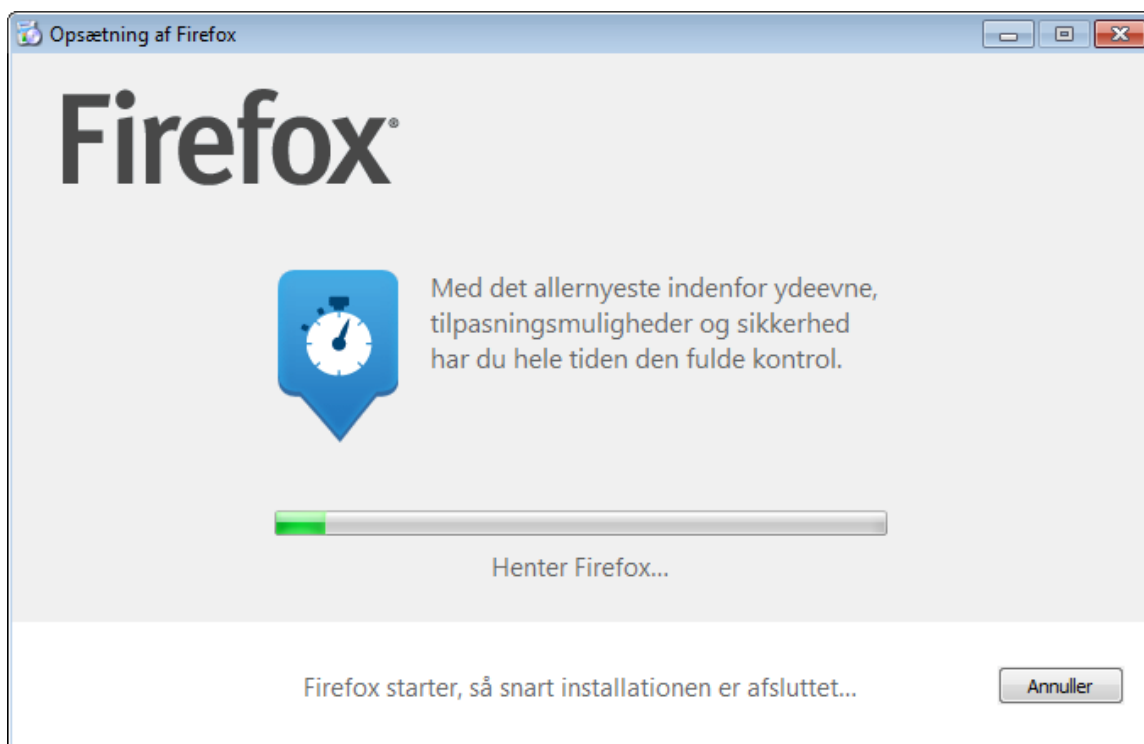 Opsætning af Firefox
Firefox®
Med det allernyeste indenfor ydeevne,
tilpasningsmuligheder og sikkerhed
har du hele tiden den fulde kontrol.
Henter Firefox...
Firefox starter, så snart installationen er afsluttet...
Annuller